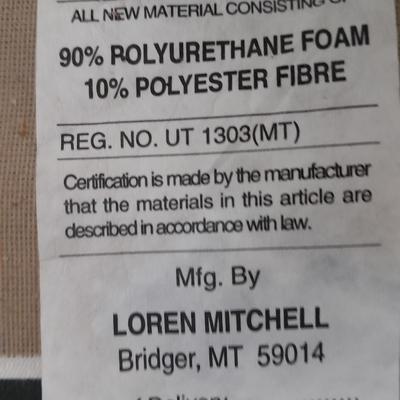 ALL NEW MATERIAL CONSISTING OF
90% POLYURETHANE FOAM
10% POLYESTER FIBRE
REG. NO. UT 1303(MT)
Certification is made by the manufacturer
that the materials in this article are
described in accordance with law.
Mfg. By
LOREN MITCHELL
Bridger, MT 59014
Delivery